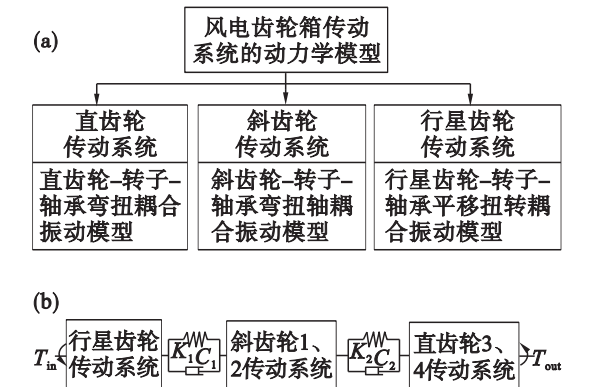 (a)
风电齿轮箱传动
系统的动力学模型
直齿轮
传动系统
直齿轮–转子–
轴承弯扭耦合
振动模型
斜齿轮
传动系统
斜齿轮–转子–
轴承弯扭轴耦
合振动模型
行星齿轮
传动系统
行星齿轮–转子–
轴承平移扭转耦
合振动模型
(b)
Tin
行星齿轮
传动系统
K1C1
斜齿轮1、
2传动系统
K2C2
直齿轮3、
4传动系统
Tout